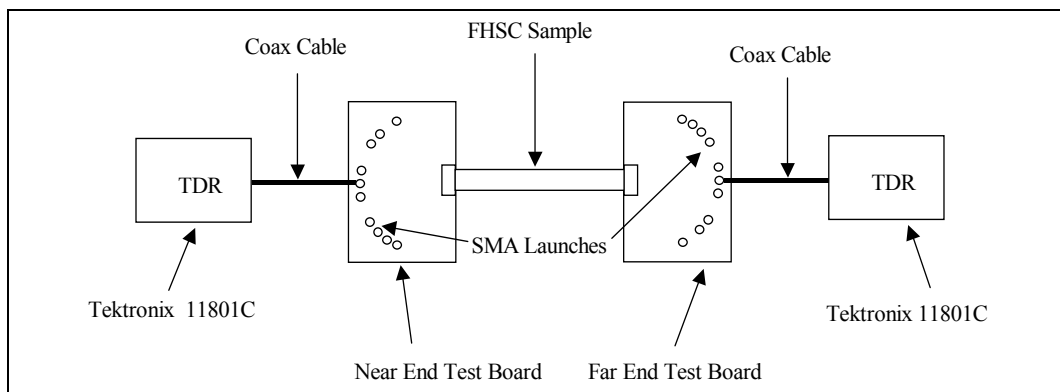 FHSC Sample
Coax Cable
Coax Cable
TDR
TDR
SMA Launches
Tektronix 11801C
Tektronix 11801C
Near End Test Board
Far End Test Board